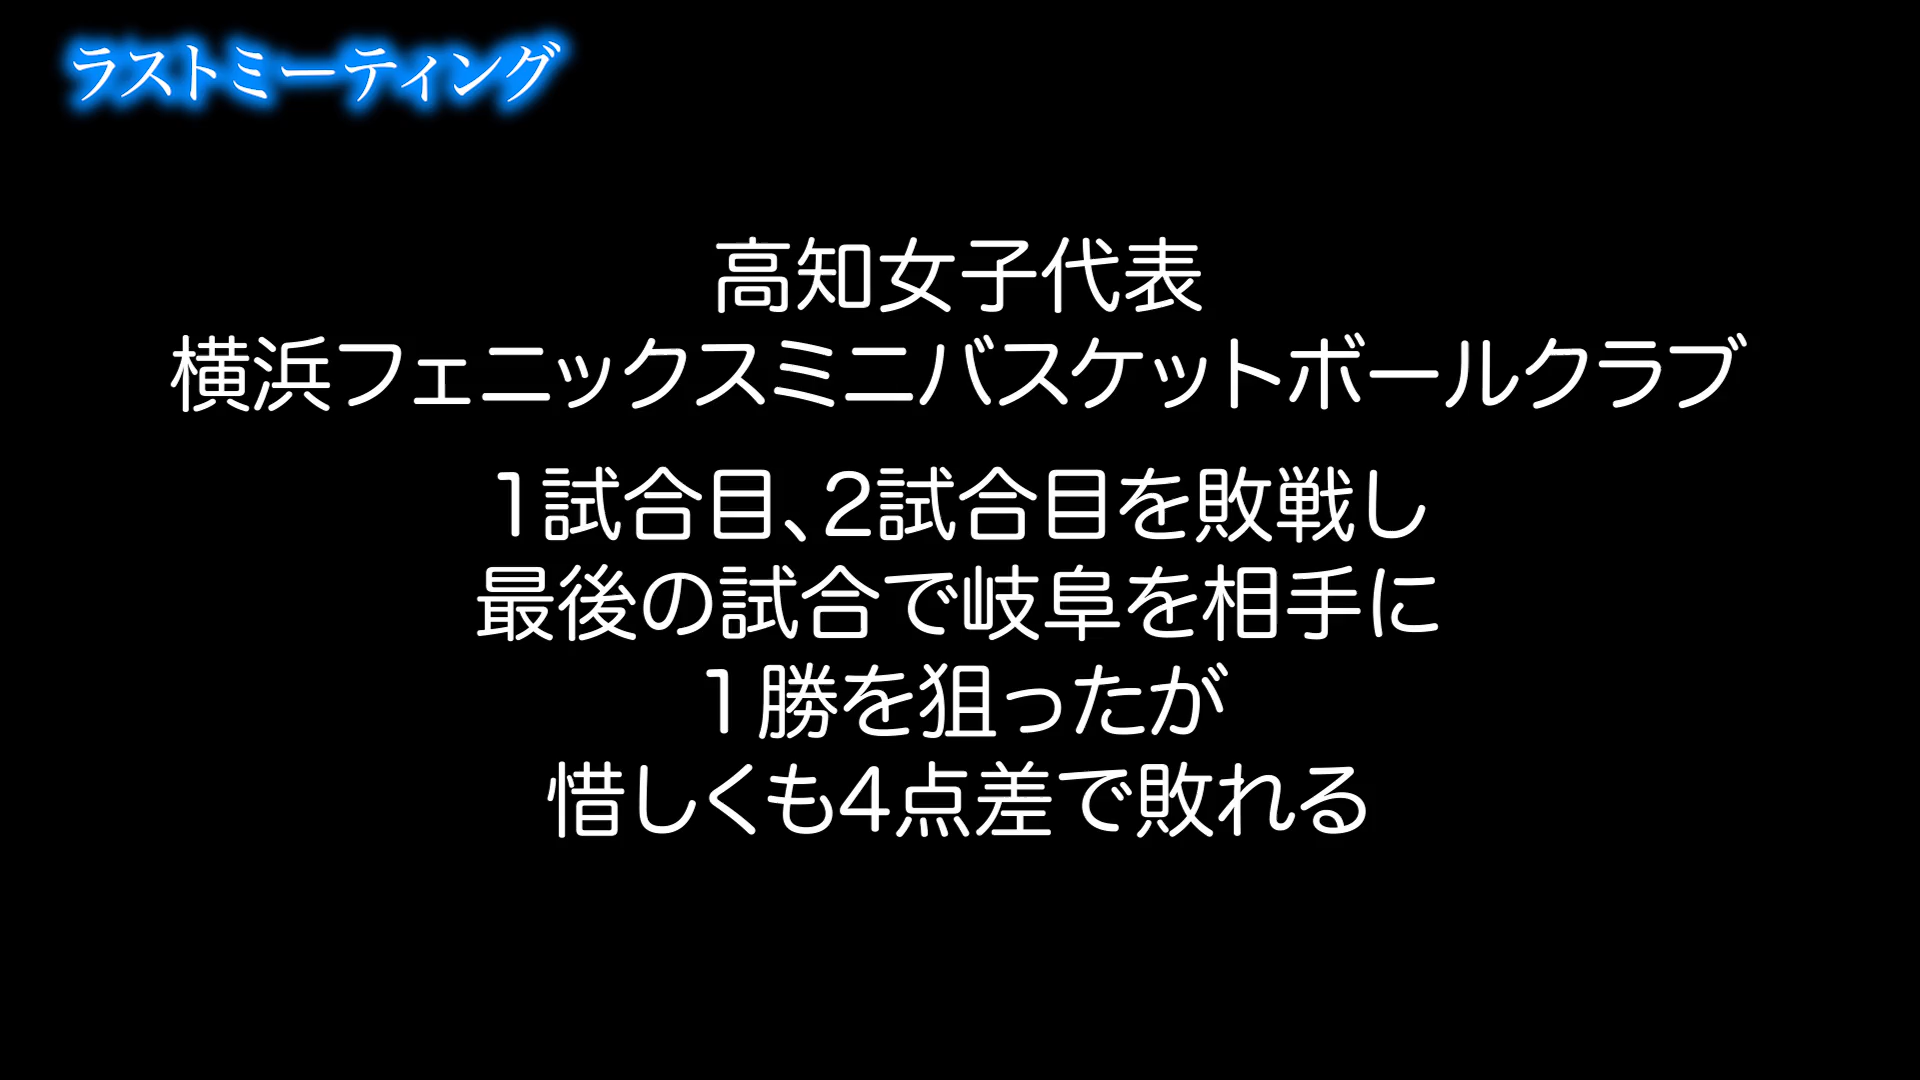 ラストミーティング
高知女子代表
横浜フェニックスミニバスケットボールクラブ
1試合目、2試合目を敗戦し
最後の試合で岐阜を相手に
1勝を狙ったが
惜しくも4点差で敗れる